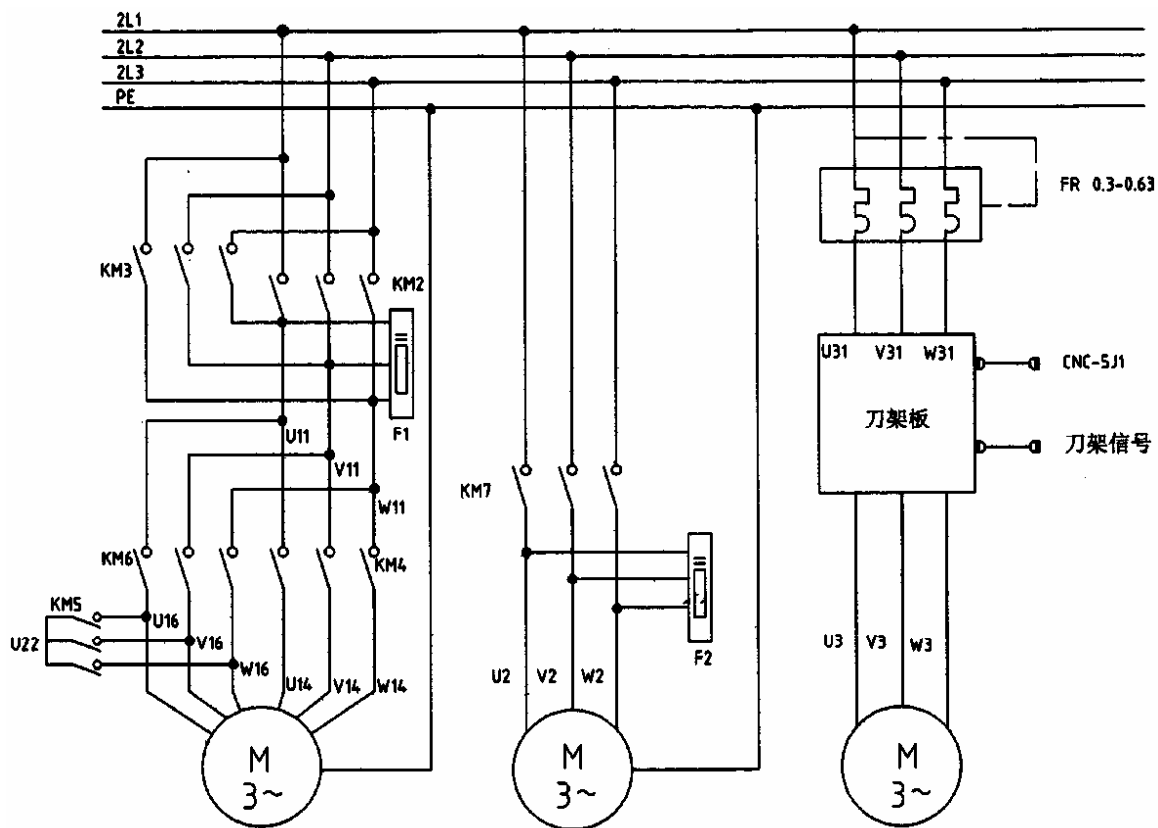 2L1
2L2
2L3
PE
FR 0.3-0.63
KM3
KM2
U31 V31 W31
CNC-5J1
刀架板
F1
U11
刀架信号
V11
KM7
W11
KM6
KM4
KM5
U16
U22
V16
W16
U14 V14 W14
F2
U2 V2 W2
U3 V3 W3
M
3~
M
3~
M
3~